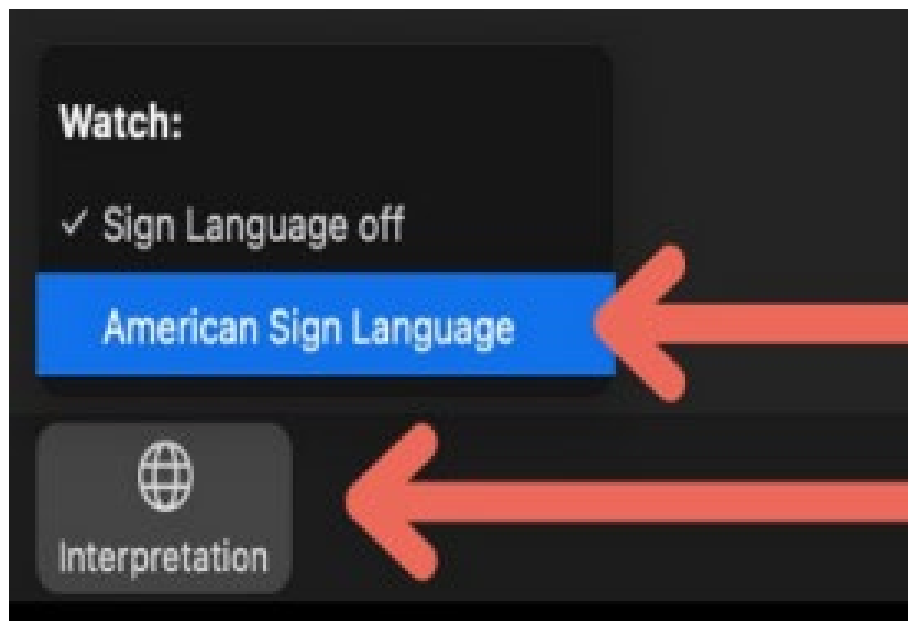 Watch:
✓ Sign Language off
American Sign Language
Interpretation